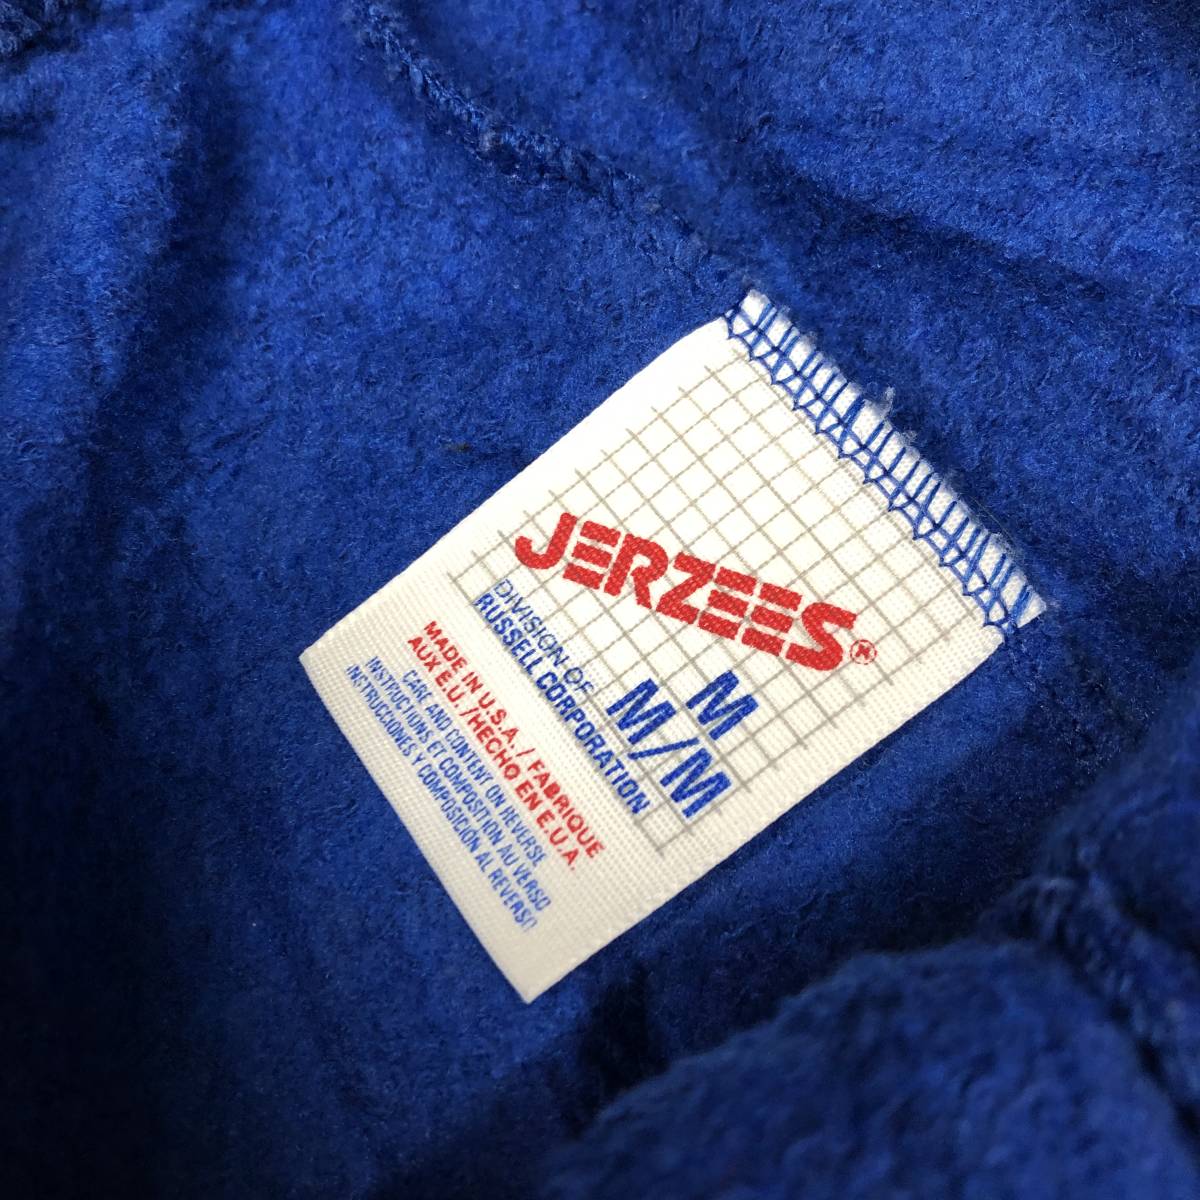 JERZEES®
DIVISION OF
RUSSELL CORPORATION
M
M/M
MADE IN U.S.A. / FABRIQUE
AUX E.U. /HECHO EN E.U.A.
CARE AND CONTENT ON REVERSE
INSTRUCTIONS ET COMPOSITION AU VERSO
INSTRUCCIONES Y COMPOSICIÓN AL REVERSO